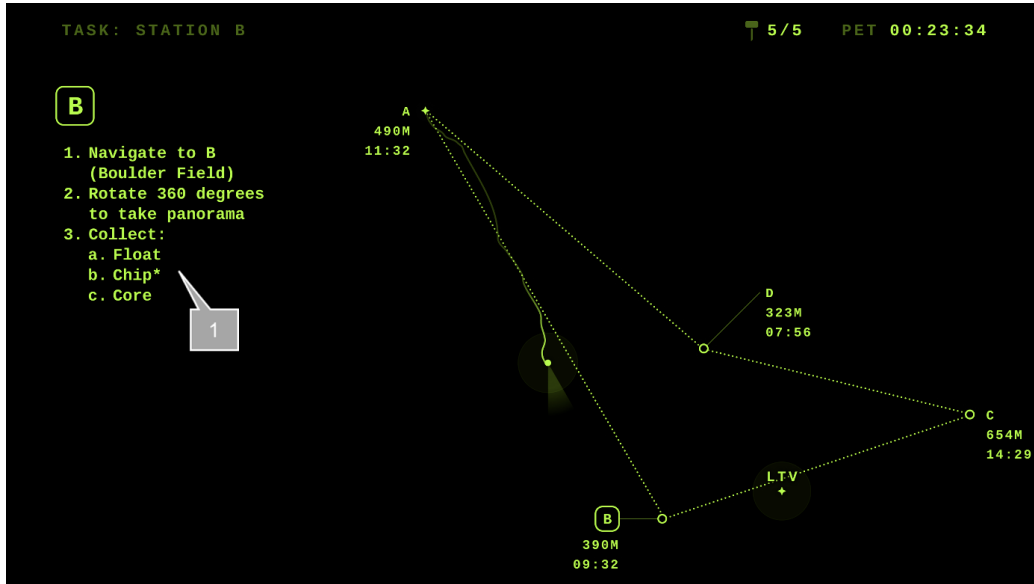 TASK: STATION B
5/5 PET 00:23:34
B
1. Navigate to B
(Boulder Field)
2. Rotate 360 degrees
to take panorama
3. Collect:
a. Float
b. Chip*
c. Core
1
A
490M
11:32
D
323M
07:56
C
654M
14:29
LTV
B
390M
09:32